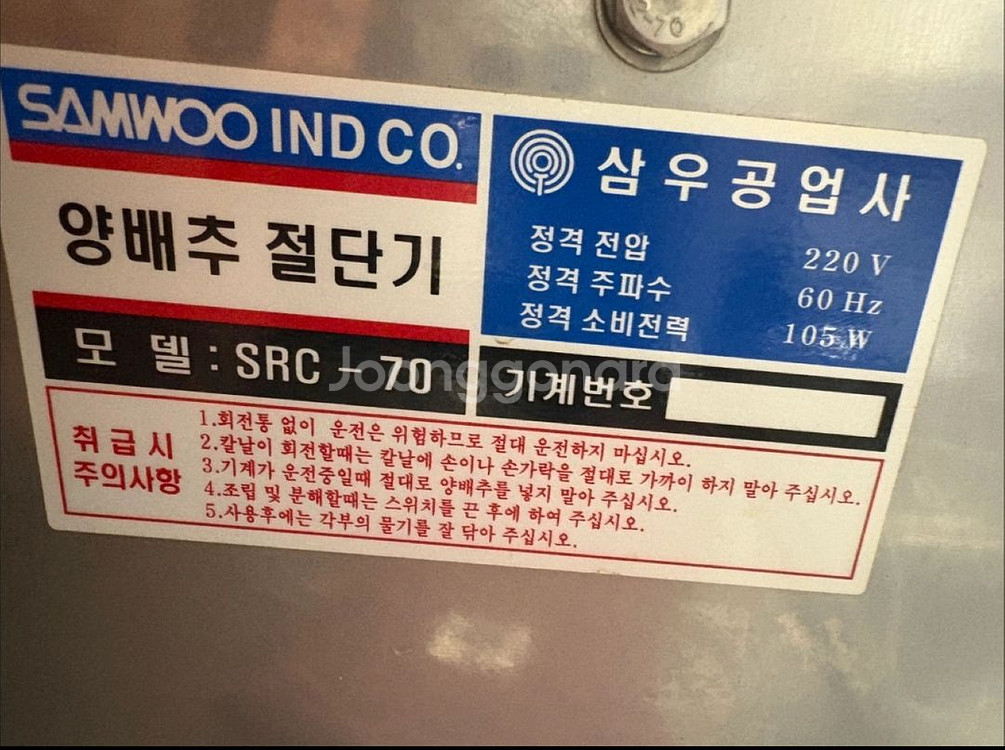 SAMWOO IND CO.
양배추 절단기
모 델 : SRC - 70
삼우공업사
정격 전압 220 V
정격 주파수 60 Hz
정격 소비전력 105 W
기계번호
취급시
주의사항
1.회전통 없이 운전은 위험하므로 절대 운전하지 마십시오.
2.칼날이 회전할때는 칼날에 손이나 손가락을 절대로 가까이 하지 말아 주십시오.
3.기계가 운전중일때 절대로 양배추를 넣지 말아 주십시오.
4.조립 및 분해할때는 스위치를 끈 후에 하여 주십시오.
5.사용후에는 각부의 물기를 잘 닦아 주십시오.
Joonggonara